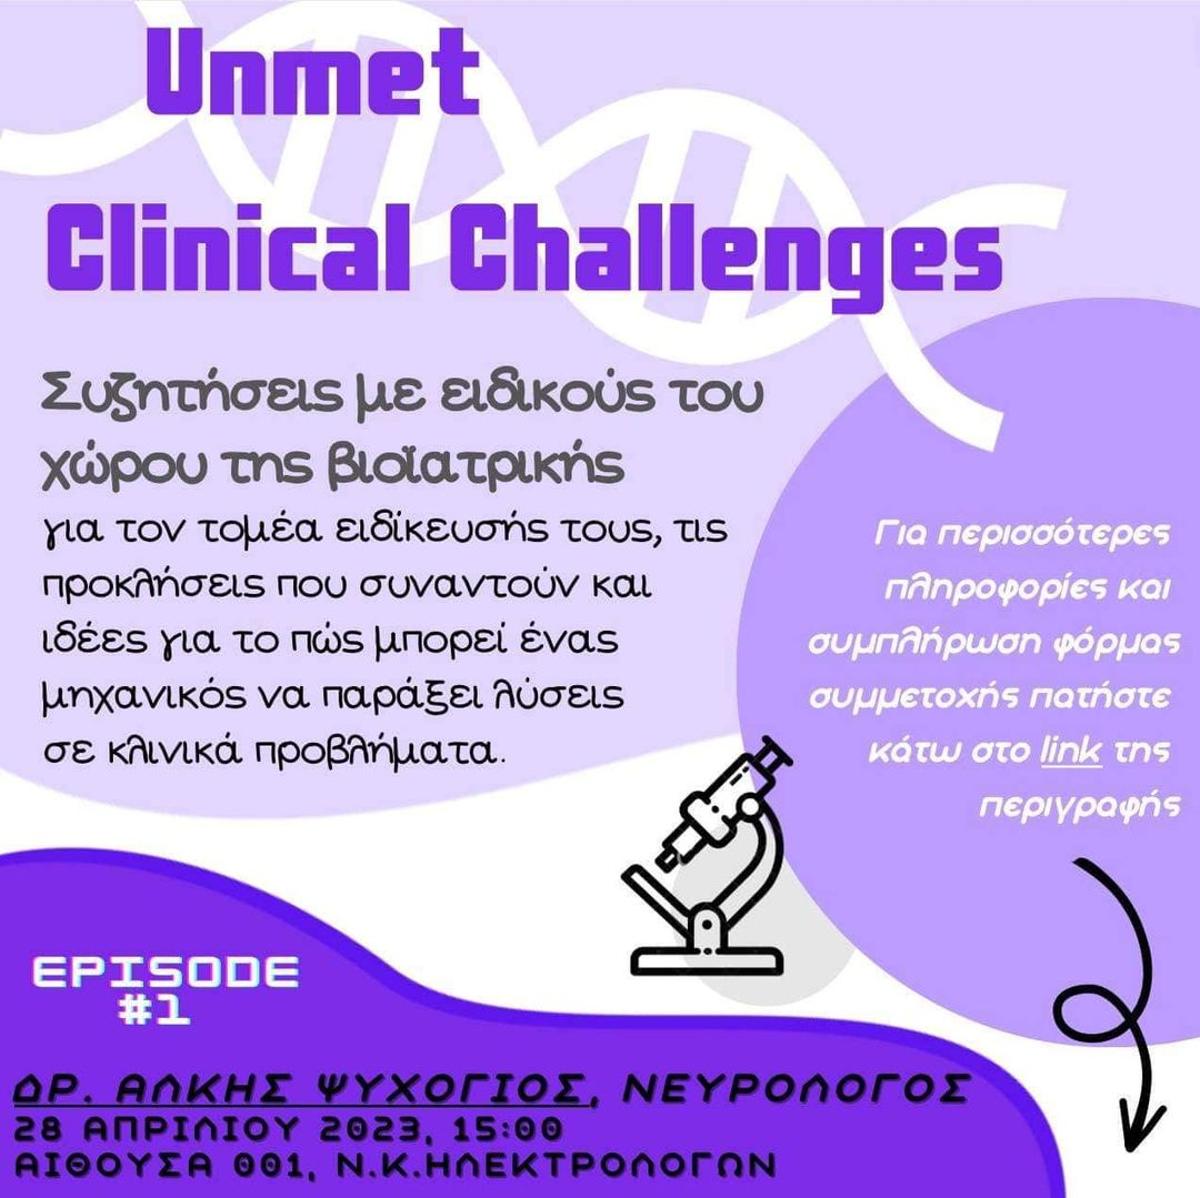 Unmet
Clinical Challenges
Συζητήσεις με ειδικούς του
χώρου της βιοϊατρικής
για τον τομέα ειδίκευσής τους, τις
προκλήσεις που συναντούν και
ιδέες για το πώς μπορεί ένας
μηχανικός να παράξει λύσεις
σε κλινικά προβλήματα.
Για περισσότερες
πληροφορίες και
συμπλήρωση φόρμας
συμμετοχής πατήστε
κάτω στο link της
περιγραφής
EPISODE
#1
ΔΡ. ΑΛΚΗΣ ΨΥΧΟΓΙΟΣ, ΝΕΥΡΟΛΟΓΟΣ
28 ΑΠΡΙΛΙΟΥ 2023, 15:00
ΑΙΘΟΥΣΑ 001, Ν.Κ.ΗΛΕΚΤΡΟΛΟΓΩΝ